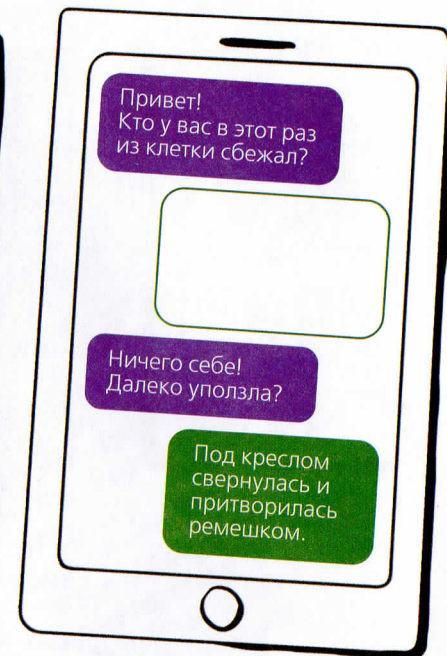 Привет!
Кто у вас в этот раз
из клетки сбежал?
Ничего себе!
Далеко уползла?
Под креслом
свернулась и
притворилась
ремешком.